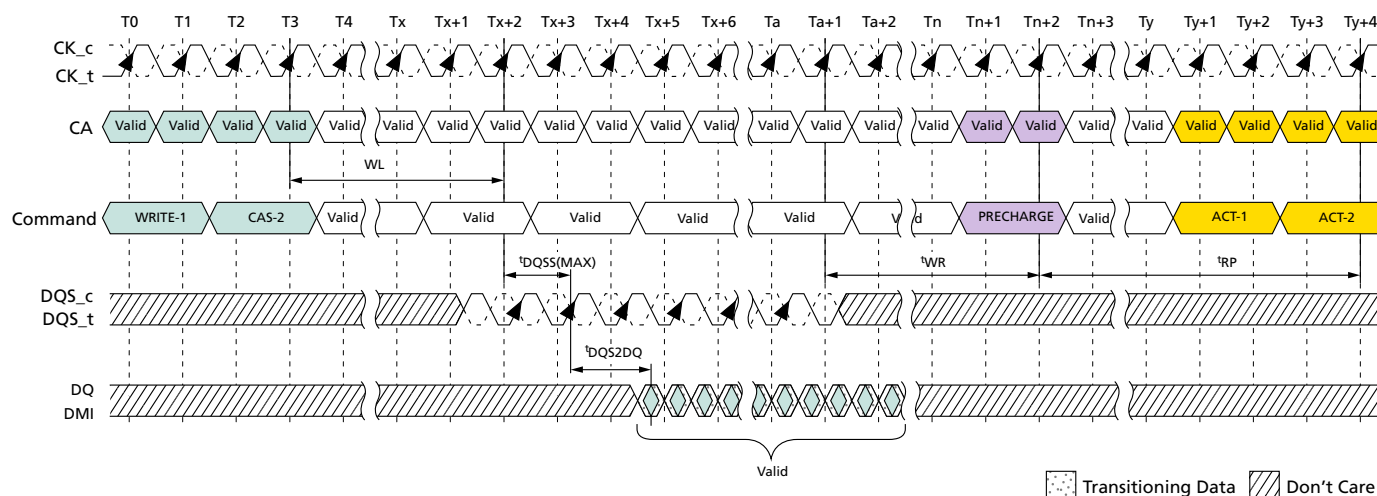 T0 T1 T2 T3 T4 Tx Tx+1 Tx+2 Tx+3 Tx+4 Tx+5 Tx+6 Ta Ta+1 Ta+2 Tn Tn+1 Tn+2 Tn+3 Ty Ty+1 Ty+2 Ty+3 Ty+4
CK_c
CK_t
CA Valid Valid Valid Valid Valid Valid Valid Valid Valid Valid Valid Valid Valid Valid Valid Valid Valid Valid Valid Valid Valid Valid Valid Valid
WL
Command WRITE-1 CAS-2 Valid Valid Valid Valid Valid Valid PRECHARGE Valid ACT-1 ACT-2
tDQSS(MAX) tWR tRP
DQS_c
DQS_t
tDQS2DQ
DQ
DMI
Valid
Transitioning Data Don't Care